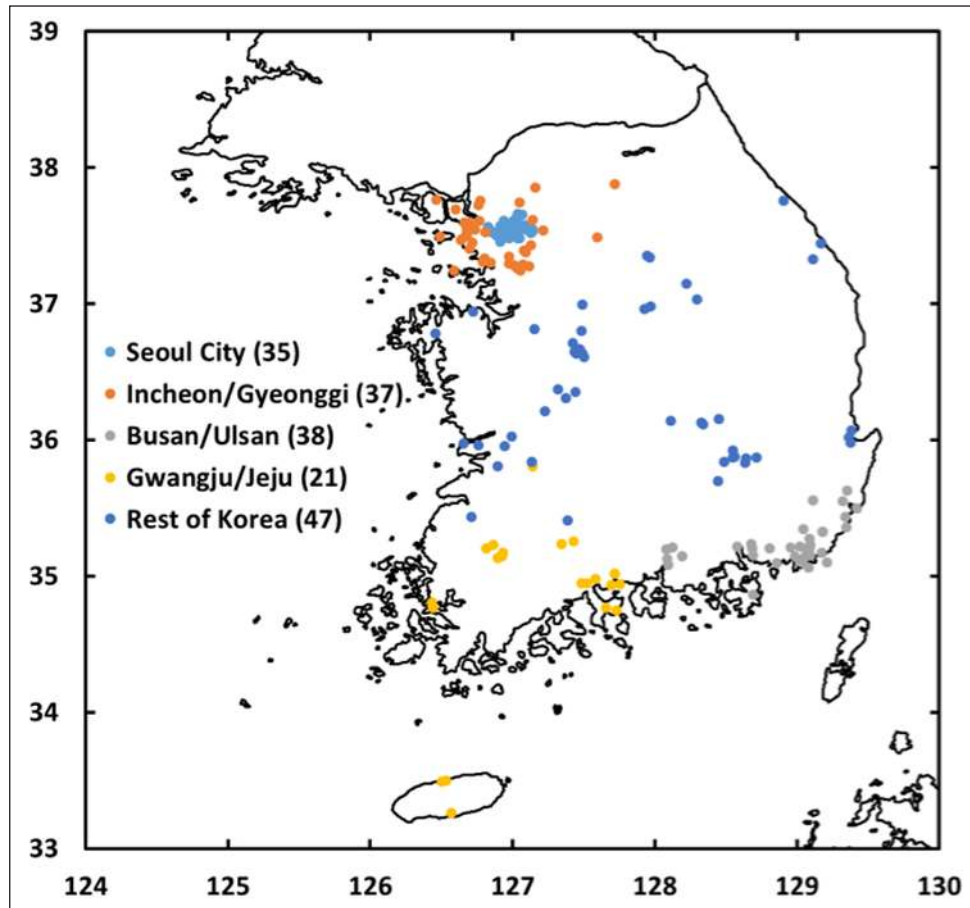 39
38
37
36
35
34
33
Seoul City (35)
Incheon/Gyeonggi (37)
Busan/Ulsan (38)
Gwangju/Jeju (21)
Rest of Korea (47)
124 125 126 127 128 129 130